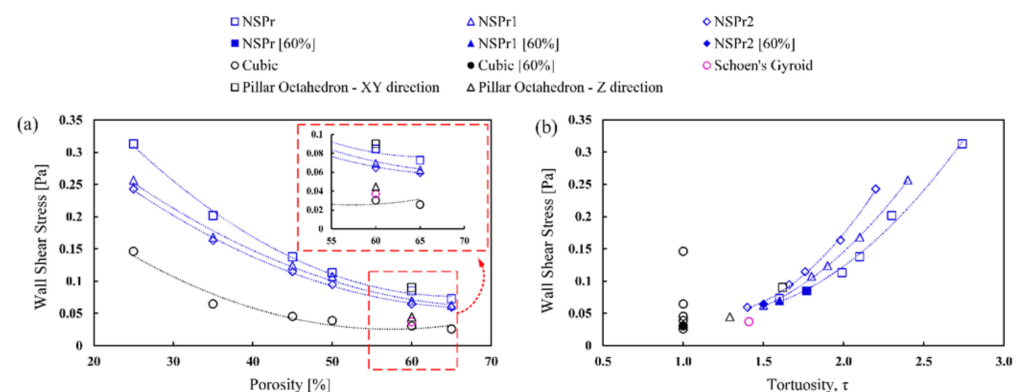 NSPr NSPr1 NSPr2
NSPr [60%] NSPr1 [60%] NSPr2 [60%]
Cubic Cubic [60%] Schoen's Gyroid
Pillar Octahedron - XY direction Pillar Octahedron - Z direction
(a)
Wall Shear Stress [Pa]
0.35
0.3
0.25
0.2
0.15
0.1
0.05
0
20 30 40 50 60 70
Porosity [%]
0.1
0.08
0.06
0.04
0.02
0
55 60 65 70
(b)
Wall Shear Stress [Pa]
0.35
0.3
0.25
0.2
0.15
0.1
0.05
0
0.5 1.0 1.5 2.0 2.5 3.0
Tortuosity, τ